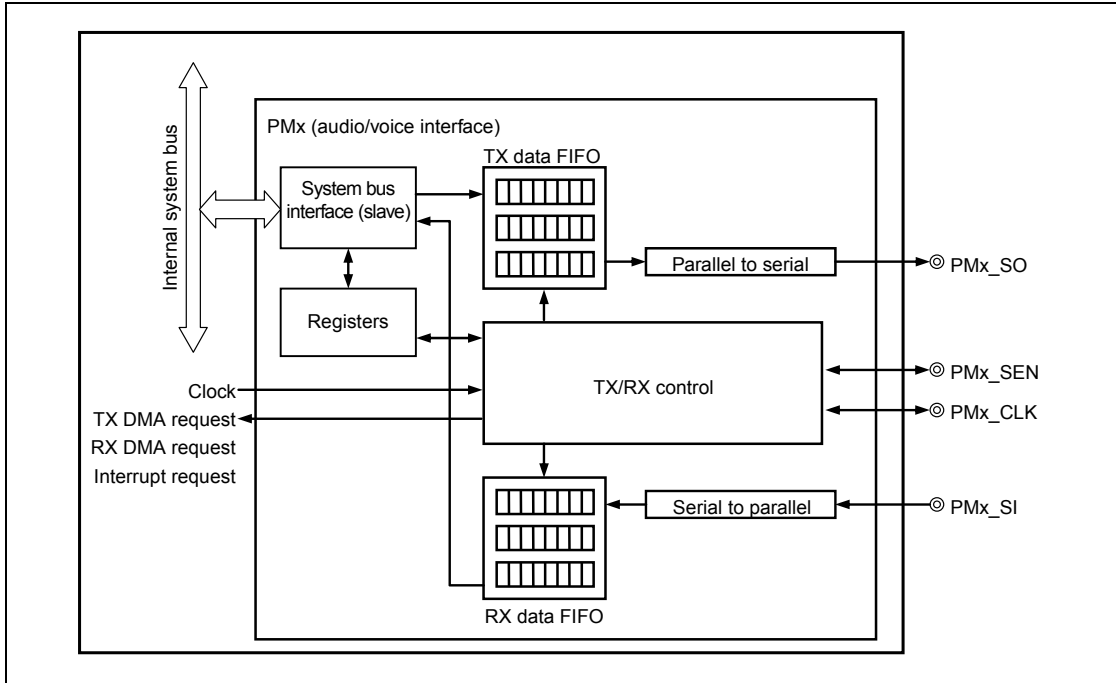 Internal system bus
PMx (audio/voice interface)
TX data FIFO
System bus
interface (slave)
Parallel to serial
PMx_SO
Registers
TX/RX control
PMx_SEN
PMx_CLK
Clock
TX DMA request
RX DMA request
Interrupt request
Serial to parallel
PMx_SI
RX data FIFO